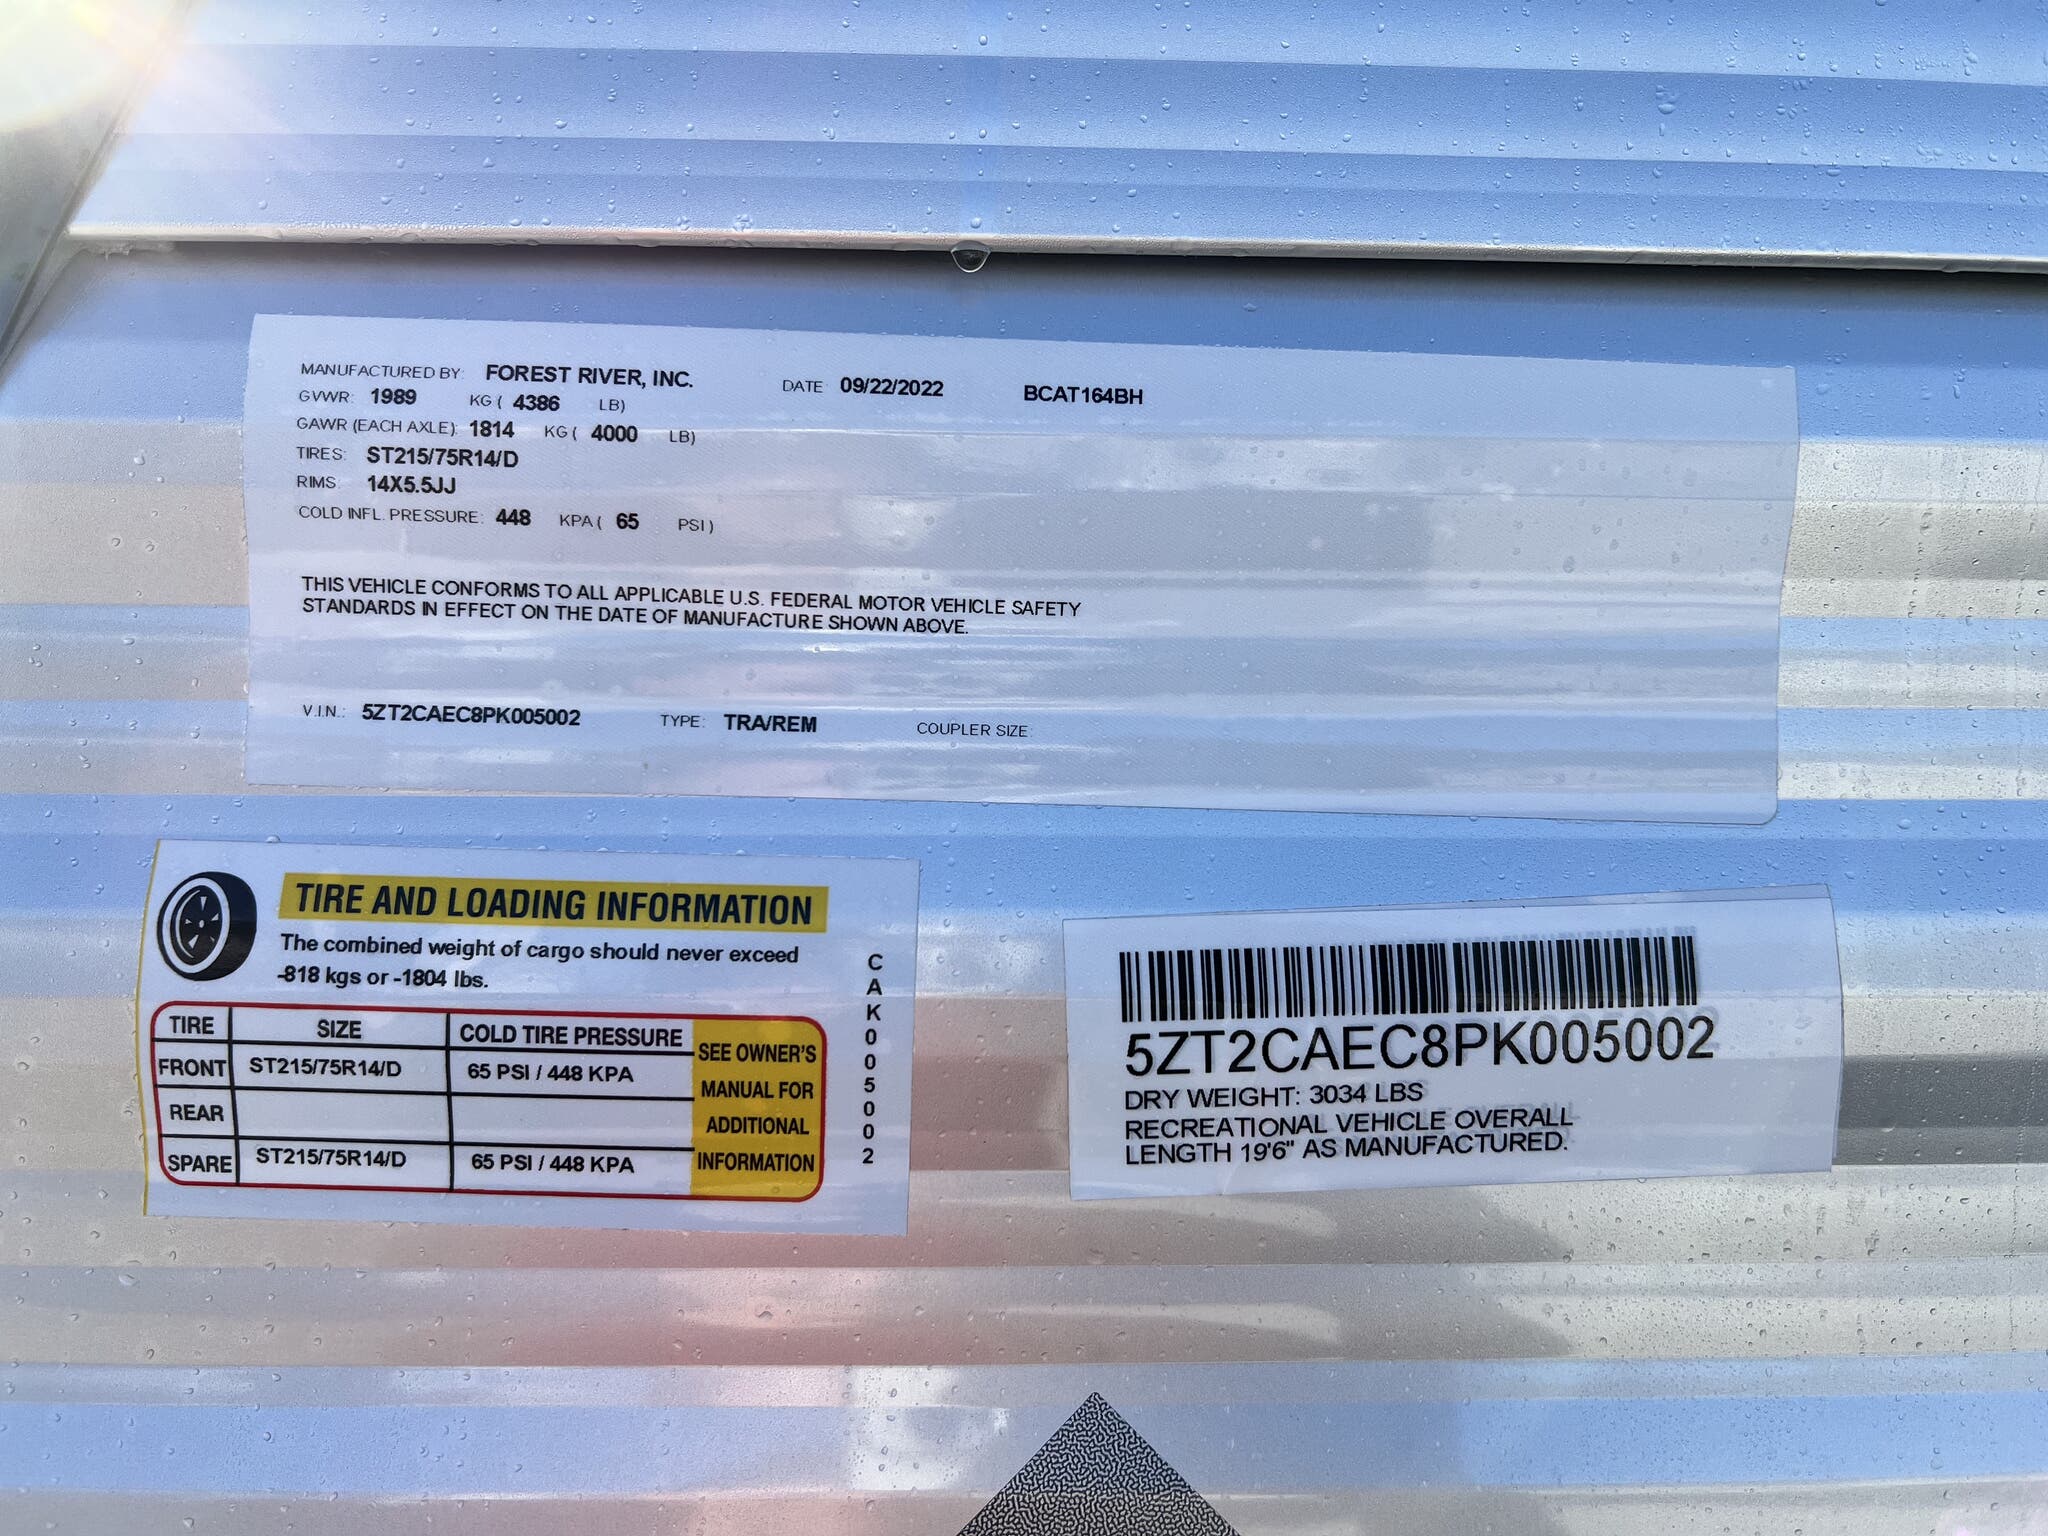 MANUFACTURED BY: FOREST RIVER, INC. DATE 09/22/2022 BCAT164BH
GVWR: 1989 KG ( 4386 LB)
GAWR (EACH AXLE): 1814 KG ( 4000 LB)
TIRES: ST215/75R14/D
RIMS: 14X5.5JJ
COLD INFL. PRESSURE: 448 KPA ( 65 PSI )
THIS VEHICLE CONFORMS TO ALL APPLICABLE U.S. FEDERAL MOTOR VEHICLE SAFETY
STANDARDS IN EFFECT ON THE DATE OF MANUFACTURE SHOWN ABOVE.
V.I.N.: 5ZT2CAEC8PK005002 TYPE: TRA/REM COUPLER SIZE:
TIRE AND LOADING INFORMATION
The combined weight of cargo should never exceed
-818 kgs or -1804 lbs.
TIRE SIZE COLD TIRE PRESSURE
FRONT ST215/75R14/D 65 PSI / 448 KPA
REAR
SPARE ST215/75R14/D 65 PSI / 448 KPA
SEE OWNER'S
MANUAL FOR
ADDITIONAL
INFORMATION
CAK005002
5ZT2CAEC8PK005002
DRY WEIGHT: 3034 LBS
RECREATIONAL VEHICLE OVERALL
LENGTH 19'6" AS MANUFACTURED.